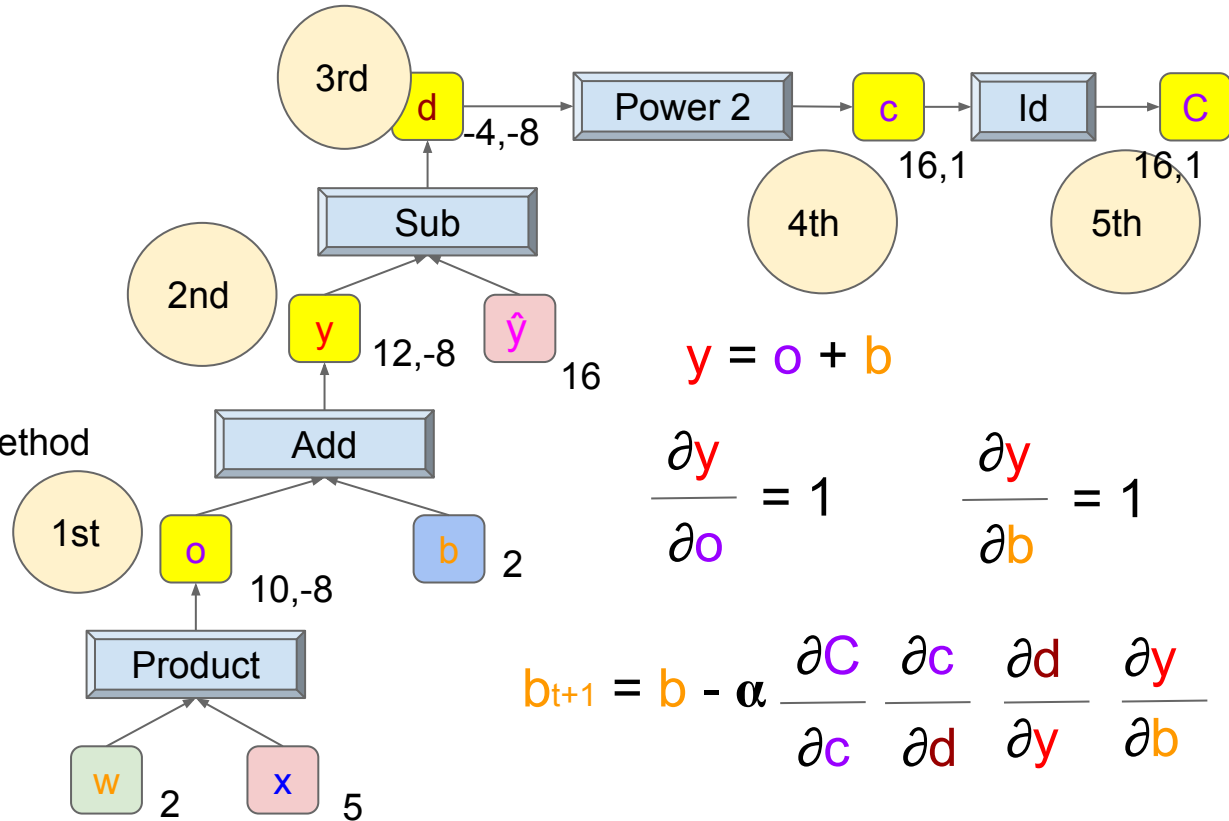 3rd
d
-4,-8
Power 2
c
16,1
Id
C
16,1
Sub
4th
5th
2nd
y
12,-8
ŷ
16
y = o + b
ethod
Add
∂y
∂o
= 1
∂y
∂b
= 1
1st
o
10,-8
b
2
Product
bt+1 = b - α ∂C ∂c ∂d ∂y
∂c ∂d ∂y ∂b
w
2
x
5